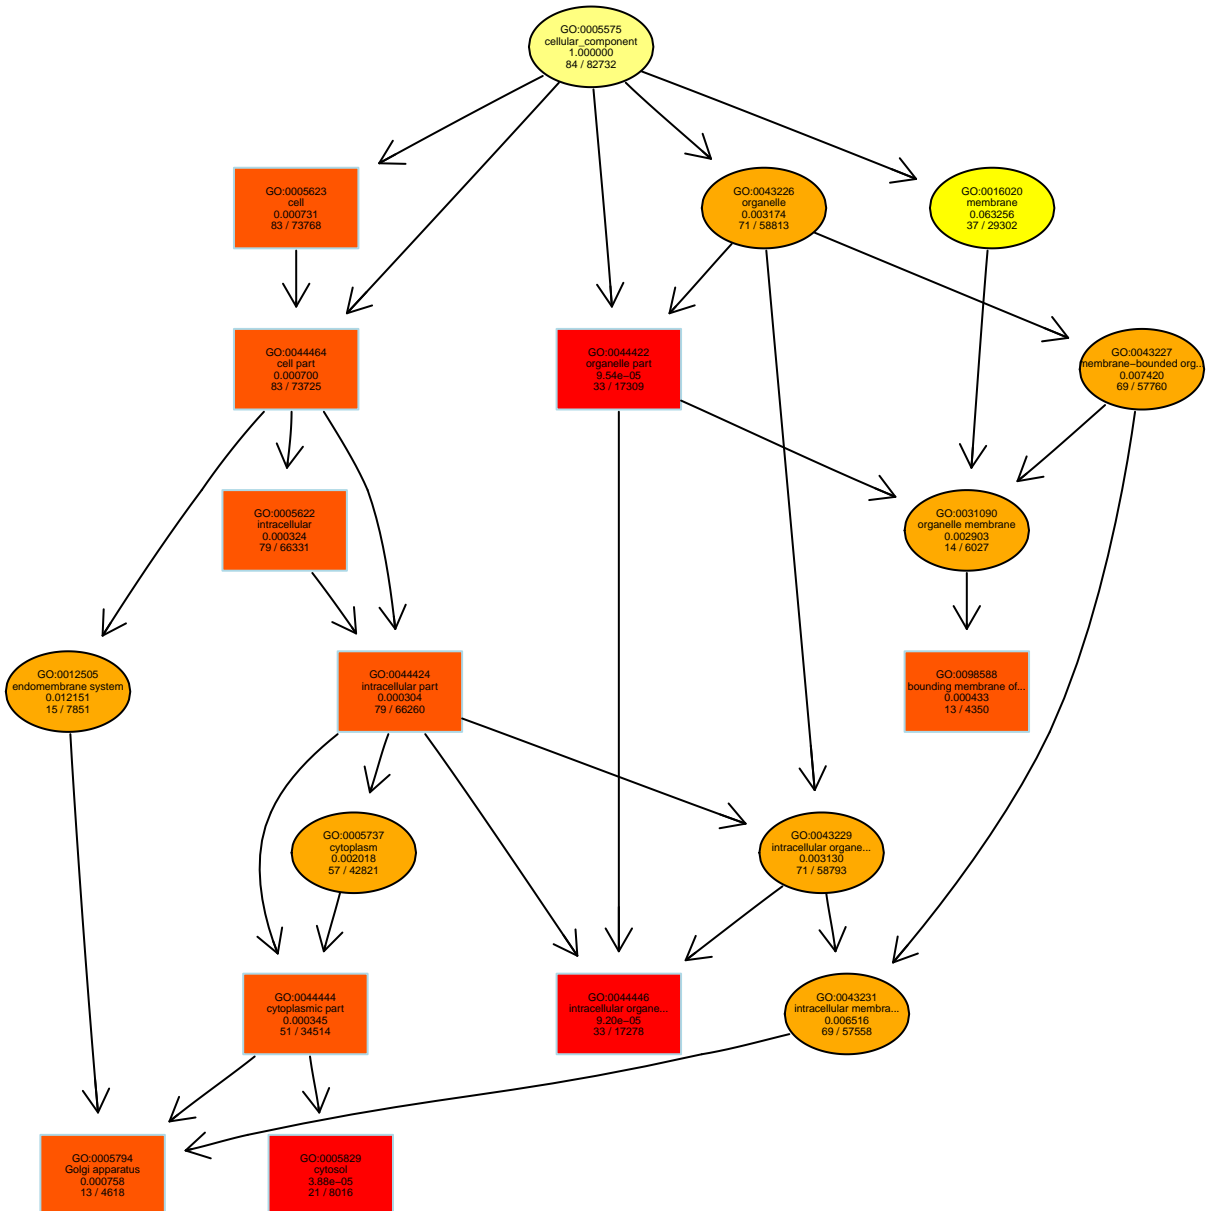 GO:0005575
cellular_component
1.000000
84 / 82732
GO:0005623
cell
0.000731
83 / 73768
GO:0043226
organelle
0.003174
71 / 58813
GO:0016020
membrane
0.063256
37 / 29302
GO:0044464
cell part
0.000700
83 / 73725
GO:0044422
organelle part
9.54e−05
33 / 17309
GO:0043227
membrane−bounded org...
0.007420
69 / 57760
GO:0005622
intracellular
0.000324
79 / 66331
GO:0031090
organelle membrane
0.002903
14 / 6027
GO:0012505
endomembrane system
0.012151
15 / 7851
GO:0044424
intracellular part
0.000304
79 / 66260
GO:0098588
bounding membrane of...
0.000433
13 / 4350
GO:0005737
cytoplasm
0.002018
57 / 42821
GO:0043229
intracellular organe...
0.003130
71 / 58793
GO:0044444
cytoplasmic part
0.000345
51 / 34514
GO:0044446
intracellular organe...
9.20e−05
33 / 17278
GO:0043231
intracellular membra...
0.006516
69 / 57558
GO:0005794
Golgi apparatus
0.000758
13 / 4618
GO:0005829
cytosol
3.88e−05
21 / 8016